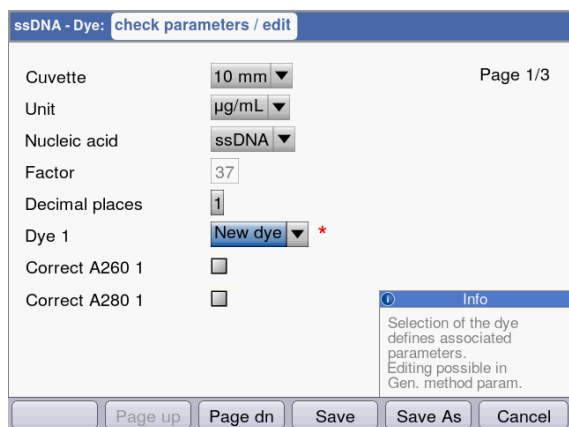 ssDNA - Dye: check parameters / edit
Cuvette 10 mm Page 1/3
Unit µg/mL
Nucleic acid ssDNA
Factor 37
Decimal places 1
Dye 1 New dye *
Correct A260 1
Correct A280 1
i Info
Selection of the dye
defines associated
parameters.
Editing possible in
Gen. method param.
Page up Page dn Save Save As Cancel